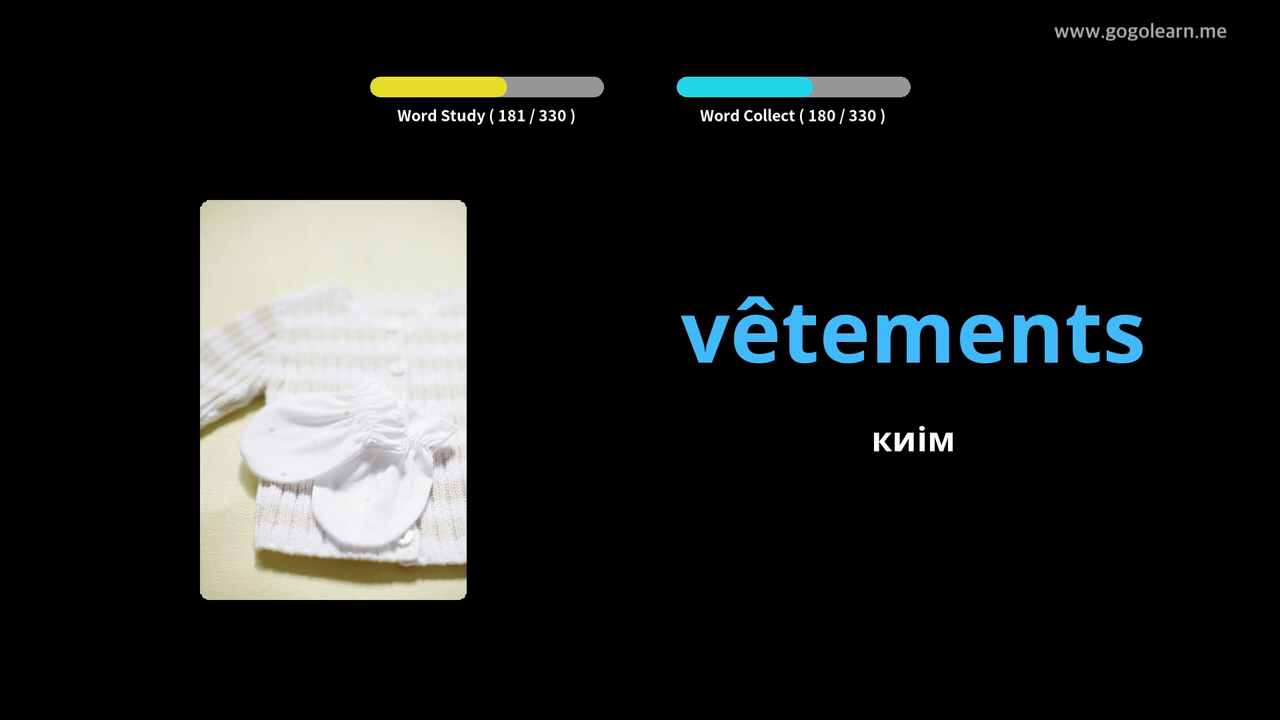 www.gogolearn.me
Word Study ( 181 / 330 )
Word Collect ( 180 / 330 )
vêtements
киім